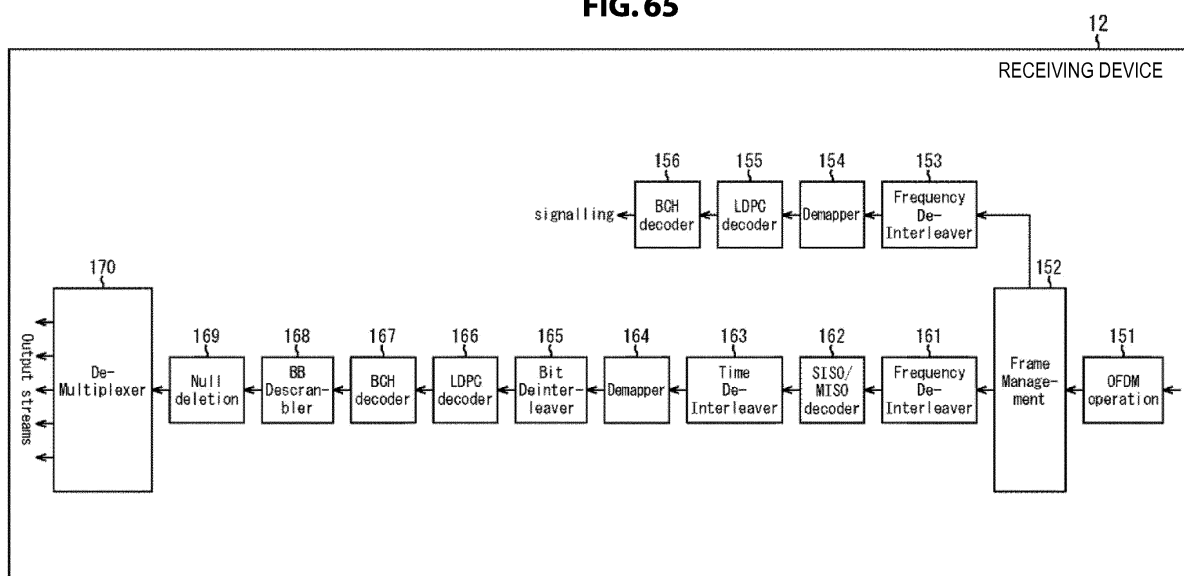 FIG. 65
12
RECEIVING DEVICE
156
155
154
153
signalling
BCH
decoder
LDPC
decoder
Demapper
Frequency
De-
Interleaver
170
152
169
168
167
166
165
164
163
162
161
151
Output streams
De-
Multiplexer
Null
deletion
BB
Descran-
bler
BCH
decoder
LDPC
decoder
Bit
Deinter-
leaver
Demapper
Time
De-
Interleaver
SISO/
MISO
decoder
Frequency
De-
Interleaver
Frame
Manage-
ment
OFDM
operation